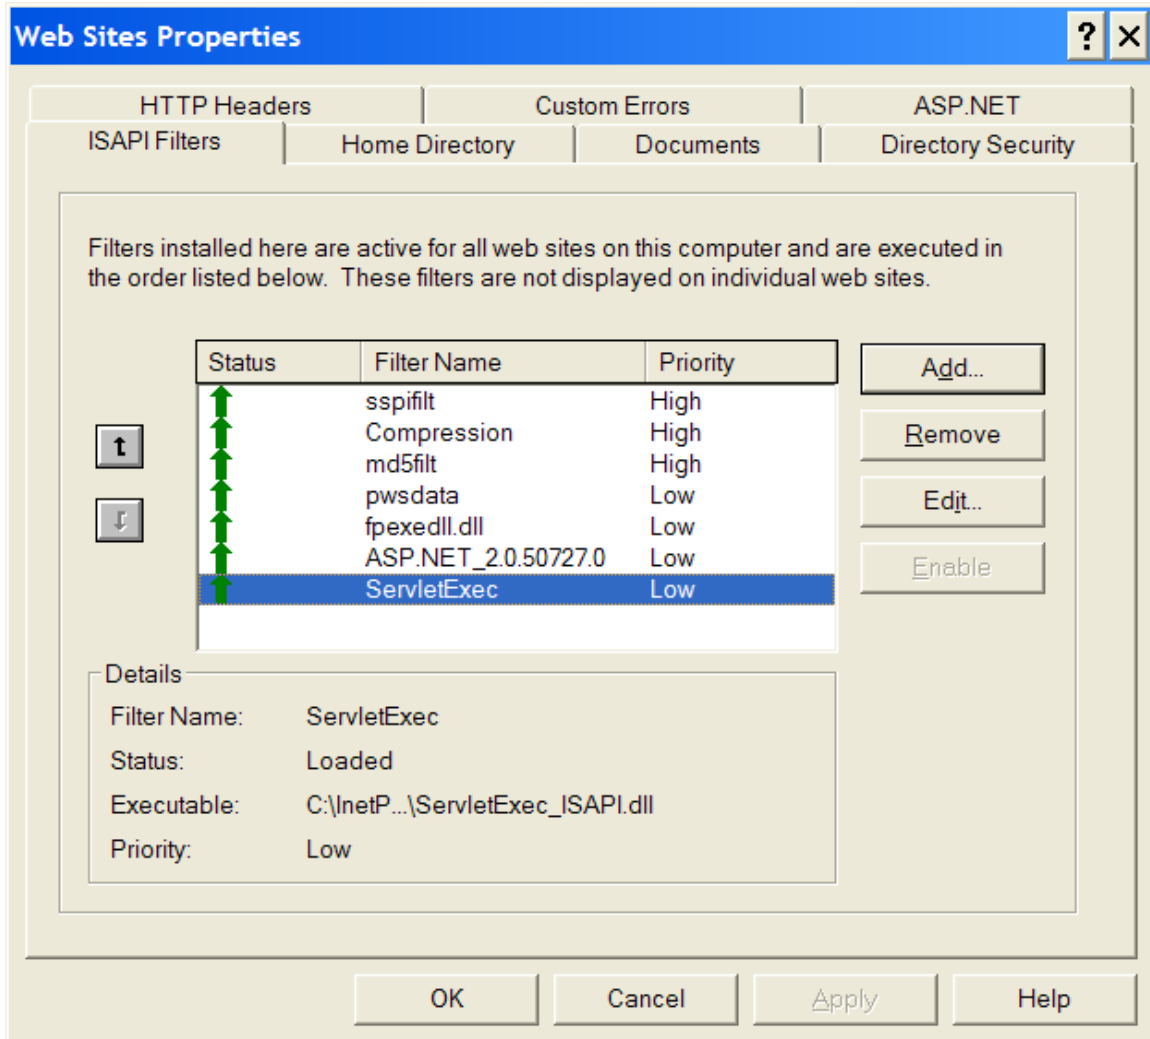 Web Sites Properties
HTTP Headers Custom Errors ASP.NET
ISAPI Filters Home Directory Documents Directory Security
Filters installed here are active for all web sites on this computer and are executed in
the order listed below. These filters are not displayed on individual web sites.
Status Filter Name Priority
sspifilt High
Compression High
md5filt High
pwsdata Low
fpexedll.dll Low
ASP.NET_2.0.50727.0 Low
ServletExec Low
Add...
Remove
Edit...
Enable
Details
Filter Name: ServletExec
Status: Loaded
Executable: C:\InetP...\ServletExec_ISAPI.dll
Priority: Low
OK Cancel Apply Help